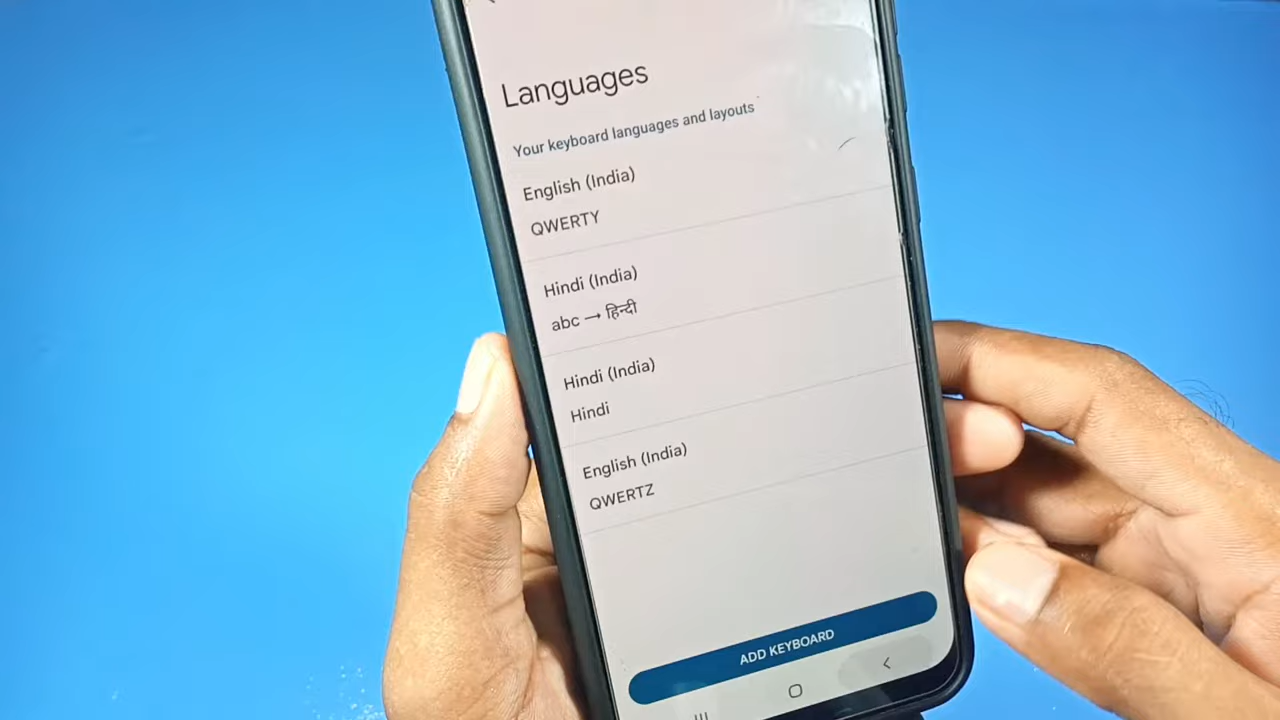 Languages
Your keyboard languages and layouts
English (India)
QWERTY
Hindi (India)
abc → हिन्दी
Hindi (India)
Hindi
English (India)
QWERTZ
ADD KEYBOARD